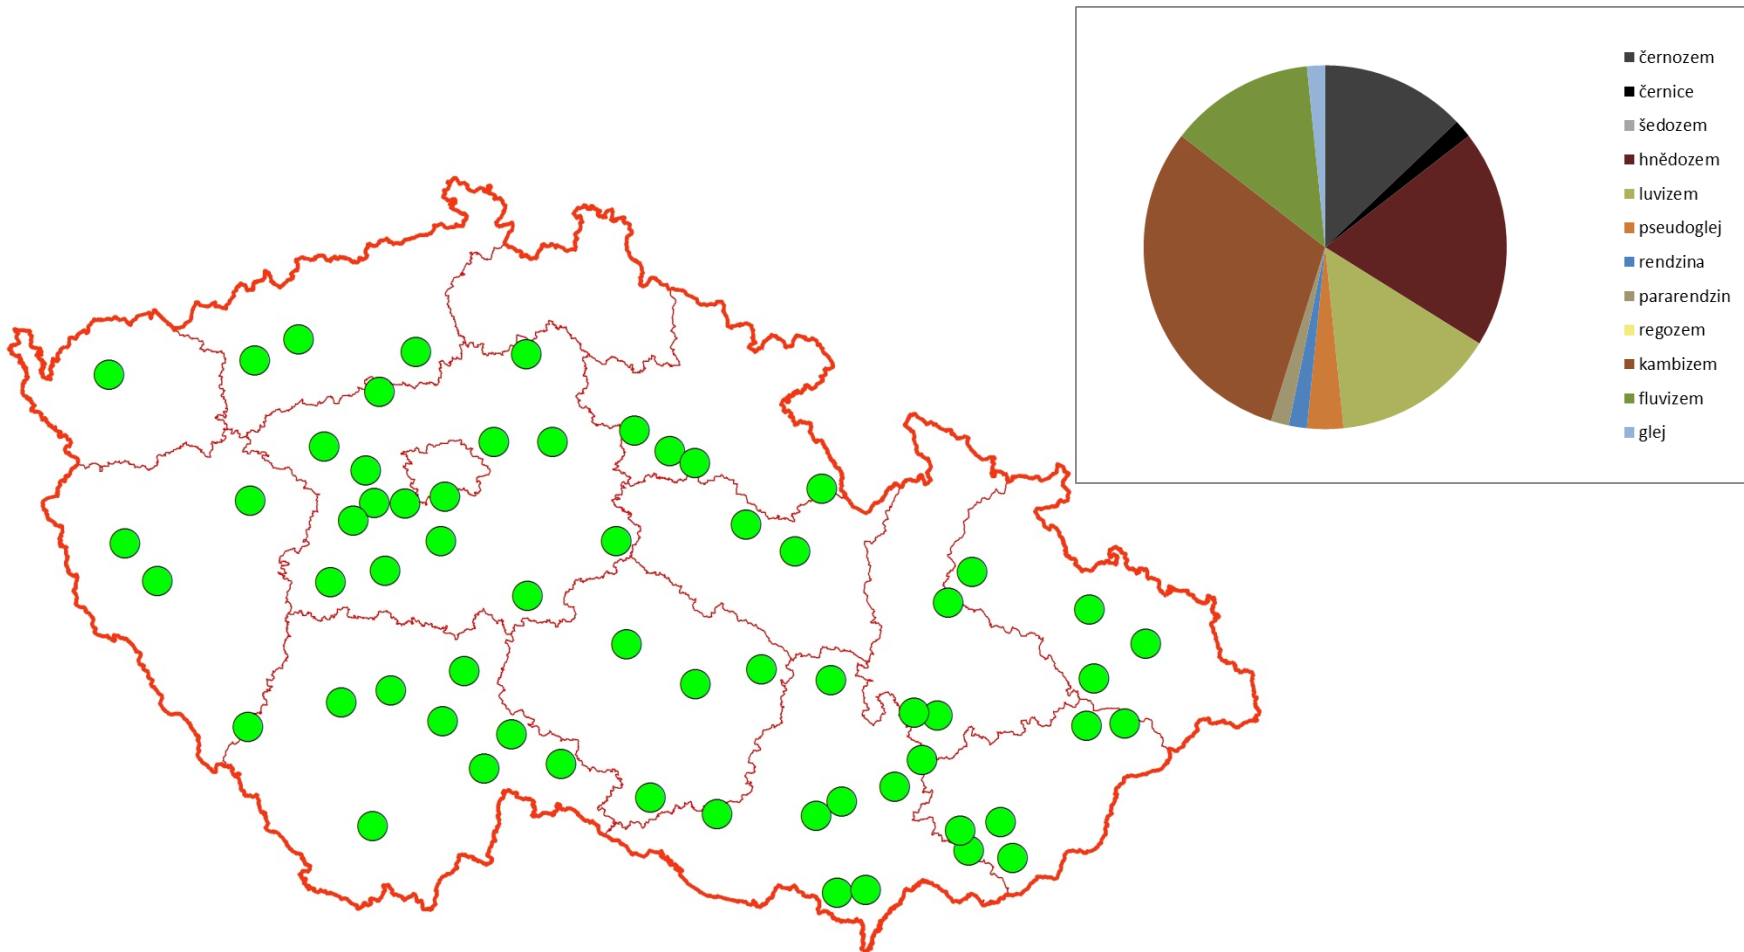 černozem
černice
šedozem
hnědozem
luvizem
pseudoglej
rendzina
pararendzin
regozem
kambizem
fluvizem
glej